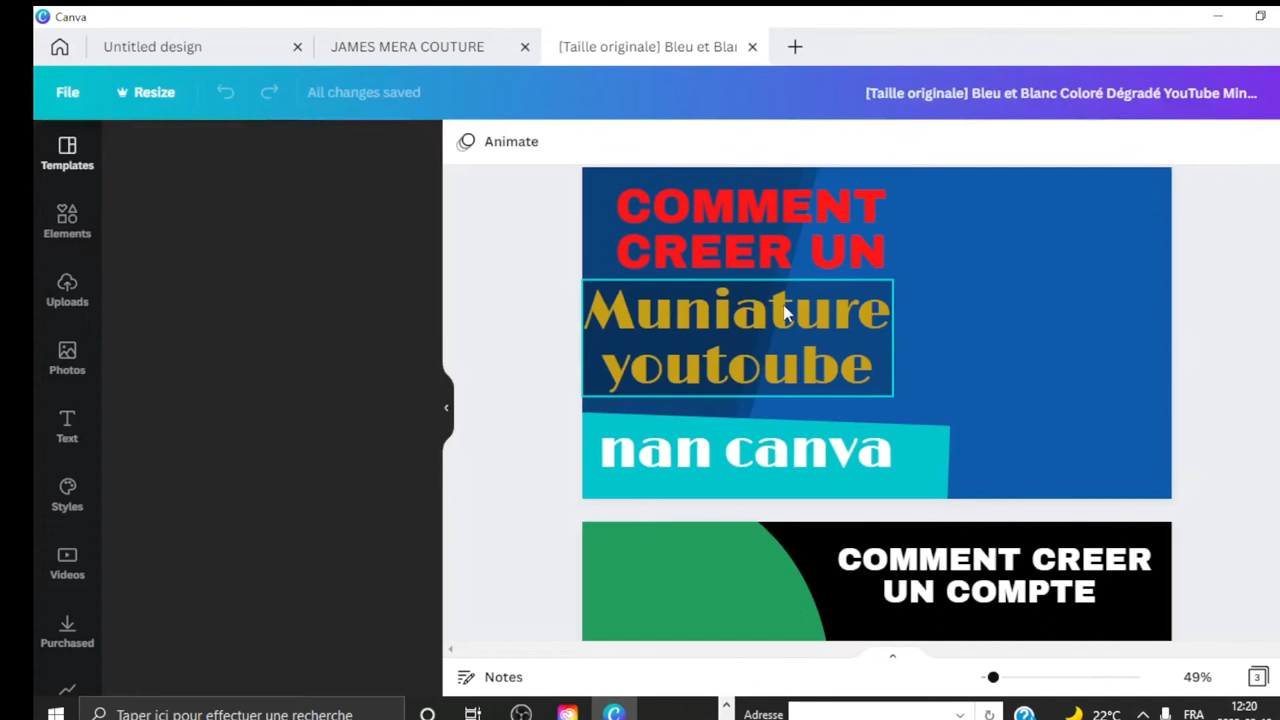 Canva
Untitled design
JAMES MERA COUTURE
[Taille originale] Bleu et Bla
File
Resize
All changes saved
[Taille originale] Bleu et Blanc Coloré Dégradé YouTube Min...
Templates
Elements
Uploads
Photos
Text
Styles
Videos
Purchased
Animate
COMMENT
CREER UN
Muniature
youtoube
nan canva
COMMENT CREER
UN COMPTE
Notes
49%
3
Taper ici pour effectuer une recherche
Adresse
22°C
FRA
12:20